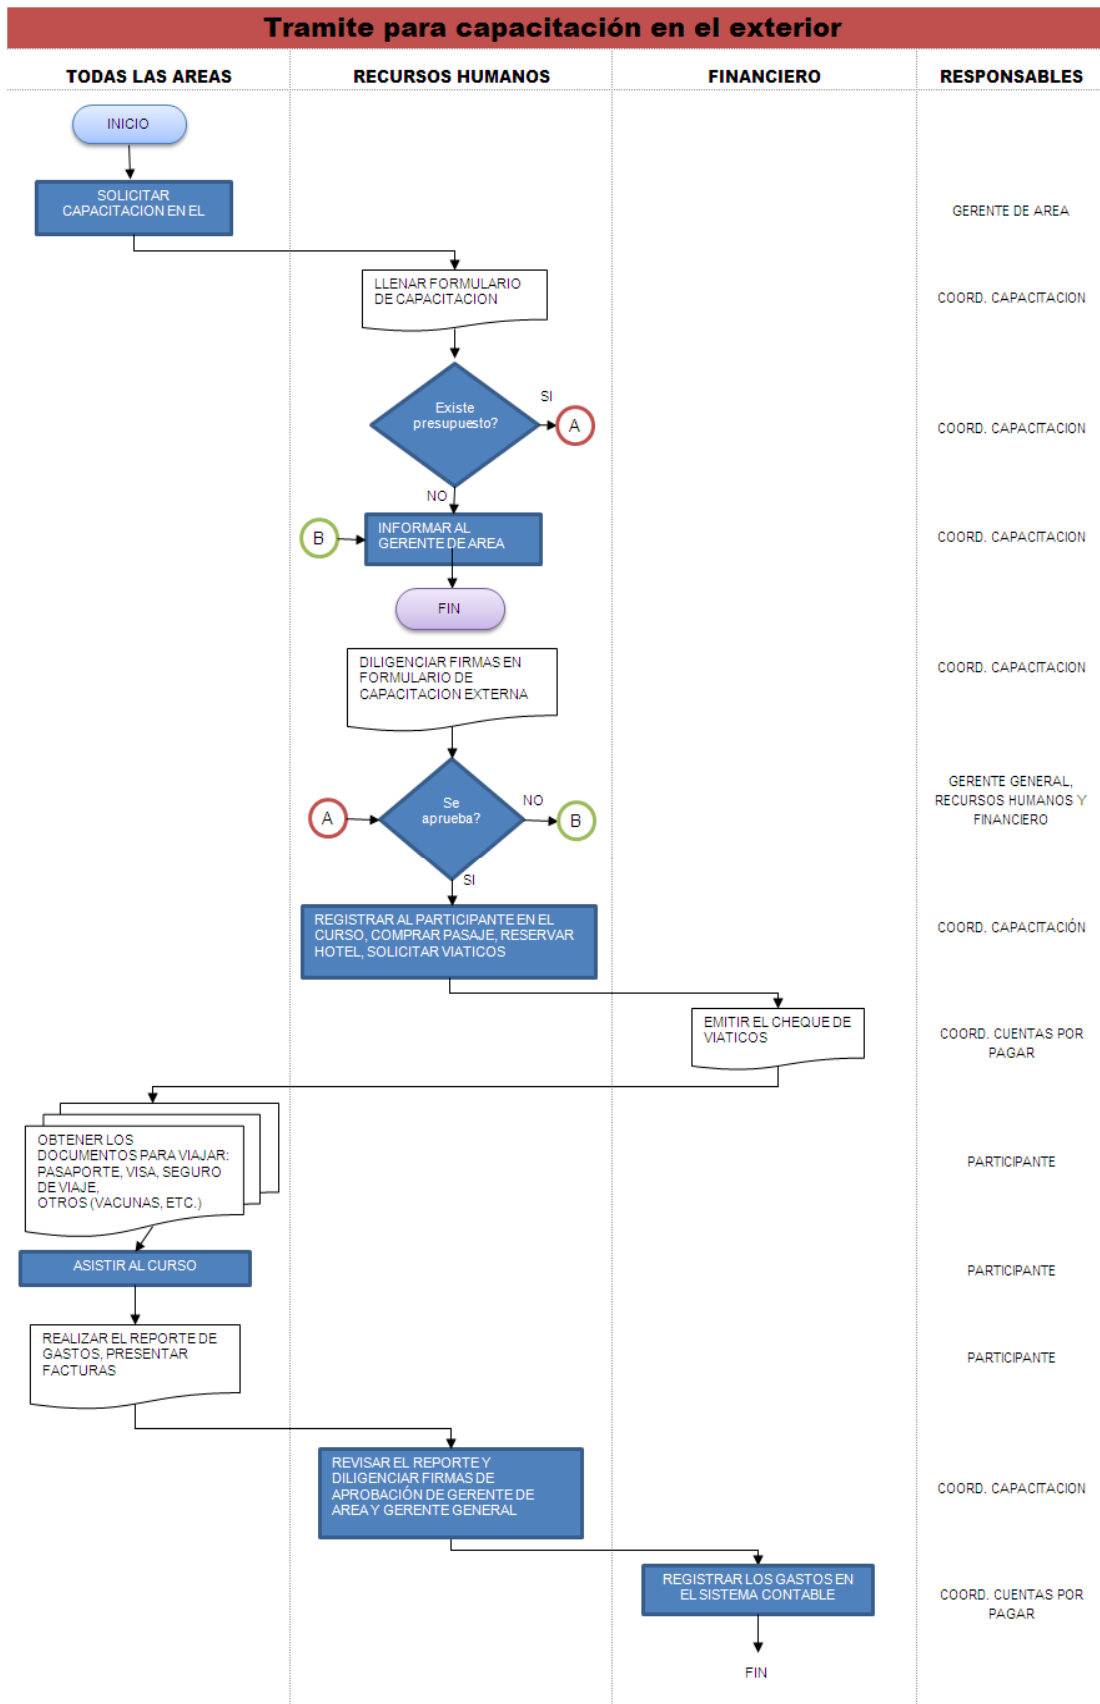 Tramite para capacitación en el exterior
TODAS LAS AREAS
RECURSOS HUMANOS
FINANCIERO
RESPONSABLES
INICIO
SOLICITAR
CAPACITACION EN EL
GERENTE DE AREA
LLENAR FORMULARIO
DE CAPACITACION
COORD. CAPACITACION
Existe
presupuesto?
SI
A
COORD. CAPACITACION
NO
B
INFORMAR AL
GERENTE DE AREA
COORD. CAPACITACION
FIN
DILIGENCIAR FIRMAS EN
FORMULARIO DE
CAPACITACION EXTERNA
COORD. CAPACITACION
A
Se
aprueba?
NO
B
GERENTE GENERAL,
RECURSOS HUMANOS Y
FINANCIERO
SI
REGISTRAR AL PARTICIPANTE EN EL
CURSO, COMPRAR PASAJE, RESERVAR
HOTEL, SOLICITAR VIATICOS
COORD. CAPACITACIÓN
EMITIR EL CHEQUE DE
VIATICOS
COORD. CUENTAS POR
PAGAR
OBTENER LOS
DOCUMENTOS PARA VIAJAR:
PASAPORTE, VISA, SEGURO
DE VIAJE,
OTROS (VACUNAS, ETC.)
PARTICIPANTE
ASISTIR AL CURSO
PARTICIPANTE
REALIZAR EL REPORTE DE
GASTOS, PRESENTAR
FACTURAS
PARTICIPANTE
REVISAR EL REPORTE Y
DILIGENCIAR FIRMAS DE
APROBACIÓN DE GERENTE DE
AREA Y GERENTE GENERAL
COORD. CAPACITACION
REGISTRAR LOS GASTOS EN
EL SISTEMA CONTABLE
COORD. CUENTAS POR
PAGAR
FIN